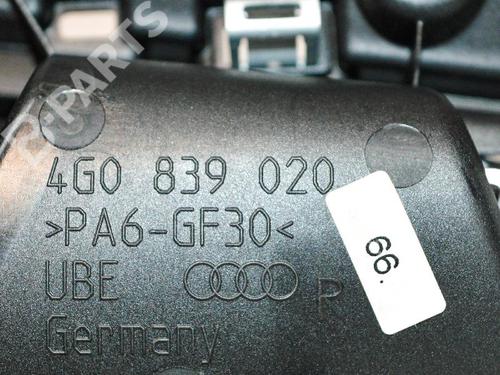 B-PARTS
4G0 839 020
>PA6-GF30<
UBE R
Germany
66.